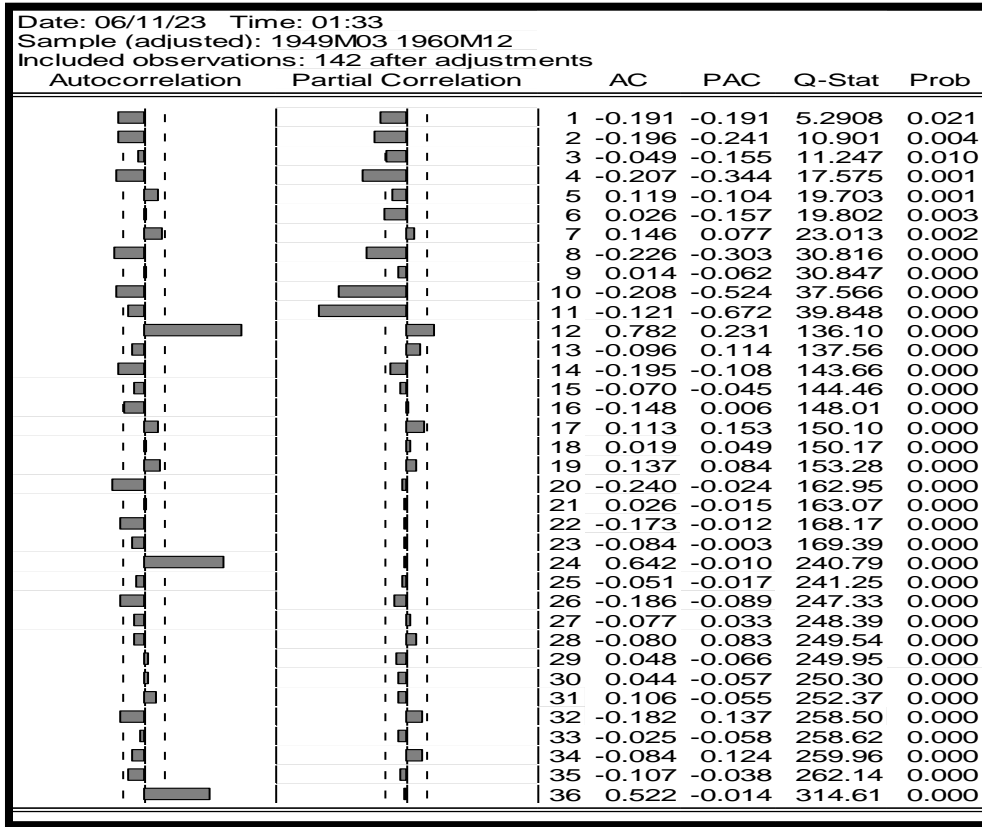 Date: 06/11/23 Time: 01:33
Sample (adjusted): 1949M03 1960M12
Included observations: 142 after adjustments
Autocorrelation Partial Correlation AC PAC Q-Stat Prob
1 -0.191 -0.191 5.2908 0.021
2 -0.196 -0.241 10.901 0.004
3 -0.049 -0.155 11.247 0.010
4 -0.207 -0.344 17.575 0.001
5 0.119 -0.104 19.703 0.001
6 0.026 -0.157 19.802 0.003
7 0.146 0.077 23.013 0.002
8 -0.226 -0.303 30.816 0.000
9 0.014 -0.062 30.847 0.000
10 -0.208 -0.524 37.566 0.000
11 -0.121 -0.672 39.848 0.000
12 0.782 0.231 136.10 0.000
13 -0.096 0.114 137.56 0.000
14 -0.195 -0.108 143.66 0.000
15 -0.070 -0.045 144.46 0.000
16 -0.148 0.006 148.01 0.000
17 0.113 0.153 150.10 0.000
18 0.019 0.049 150.17 0.000
19 0.137 0.084 153.28 0.000
20 -0.240 -0.024 162.95 0.000
21 0.026 -0.015 163.07 0.000
22 -0.173 -0.012 168.17 0.000
23 -0.084 -0.003 169.39 0.000
24 0.642 -0.010 240.79 0.000
25 -0.051 -0.017 241.25 0.000
26 -0.186 -0.089 247.33 0.000
27 -0.077 0.033 248.39 0.000
28 -0.080 0.083 249.54 0.000
29 0.048 -0.066 249.95 0.000
30 0.044 -0.057 250.30 0.000
31 0.106 -0.055 252.37 0.000
32 -0.182 0.137 258.50 0.000
33 -0.025 -0.058 258.62 0.000
34 -0.084 0.124 259.96 0.000
35 -0.107 -0.038 262.14 0.000
36 0.522 -0.014 314.61 0.000